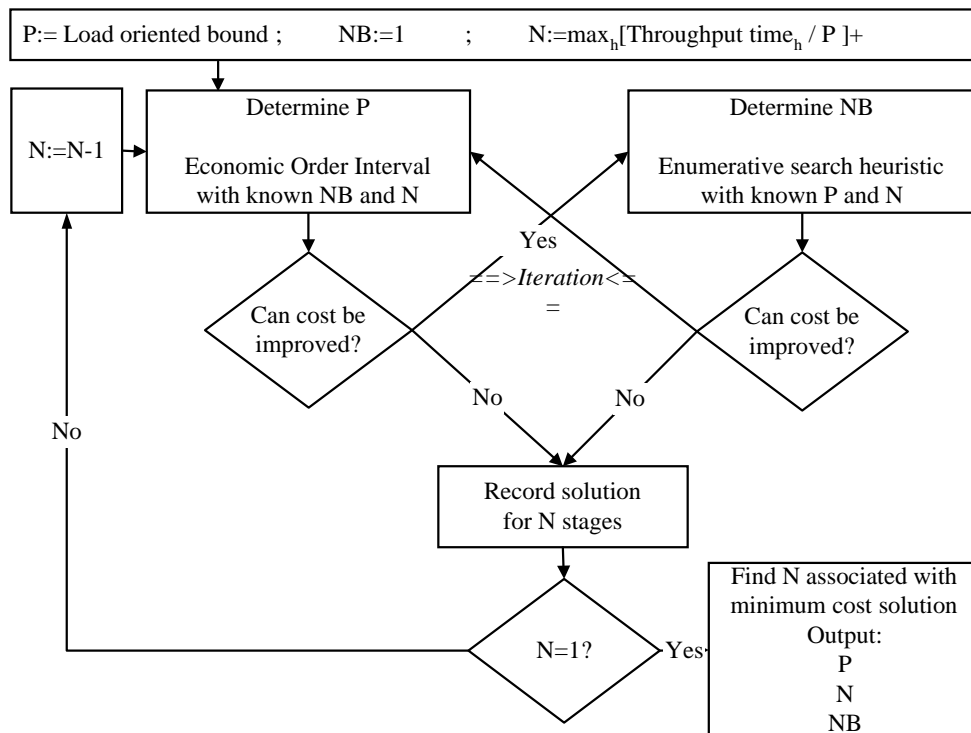 P:= Load oriented bound ; NB:=1 ; N:=max_h[Throughput time_h / P ]+
Determine P
Economic Order Interval
with known NB and N
Determine NB
Enumerative search heuristic
with known P and N
N:=N-1
Yes
==>Iteration<=
=
Can cost be
improved?
Can cost be
improved?
No
No
No
Record solution
for N stages
N=1?
Yes
Find N associated with
minimum cost solution
Output:
P
N
NB